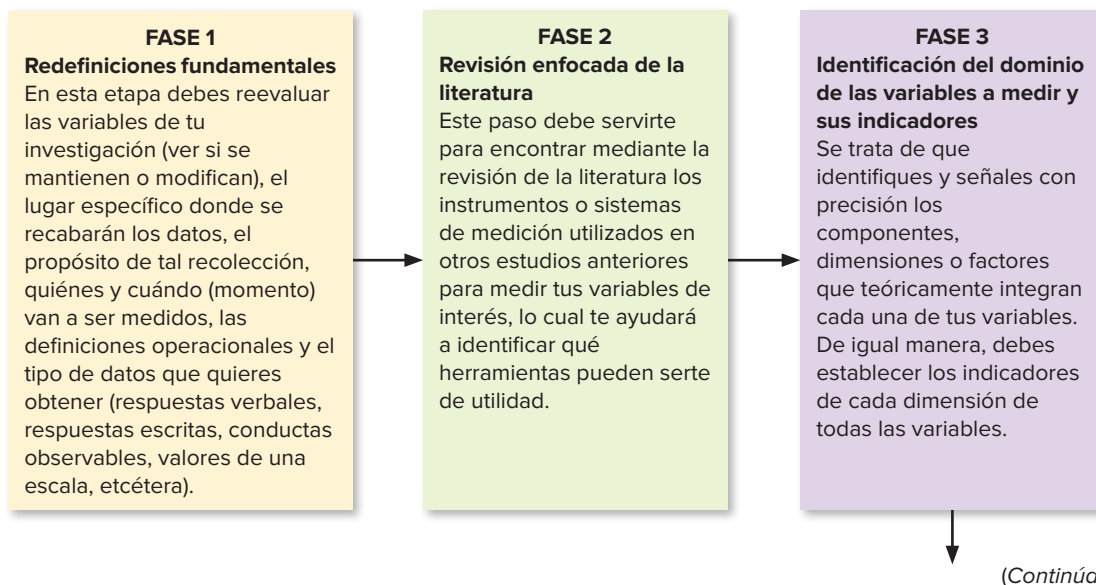 FASE 1
Redefiniciones fundamentales
En esta etapa debes reevaluar
las variables de tu
investigación (ver si se
mantienen o modifican), el
lugar específico donde se
recabarán los datos, el
propósito de tal recolección,
quiénes y cuándo (momento)
van a ser medidos, las
definiciones operacionales y el
tipo de datos que quieres
obtener (respuestas verbales,
respuestas escritas, conductas
observables, valores de una
escala, etcétera).
FASE 2
Revisión enfocada de la
literatura
Este paso debe servirte
para encontrar mediante la
revisión de la literatura los
instrumentos o sistemas
de medición utilizados en
otros estudios anteriores
para medir tus variables de
interés, lo cual te ayudará
a identificar qué
herramientas pueden serte
de utilidad.
FASE 3
Identificación del dominio
de las variables a medir y
sus indicadores
Se trata de que
identifiques y señales con
precisión los
componentes,
dimensiones o factores
que teóricamente integran
cada una de tus variables.
De igual manera, debes
establecer los indicadores
de cada dimensión de
todas las variables.
(Continúa